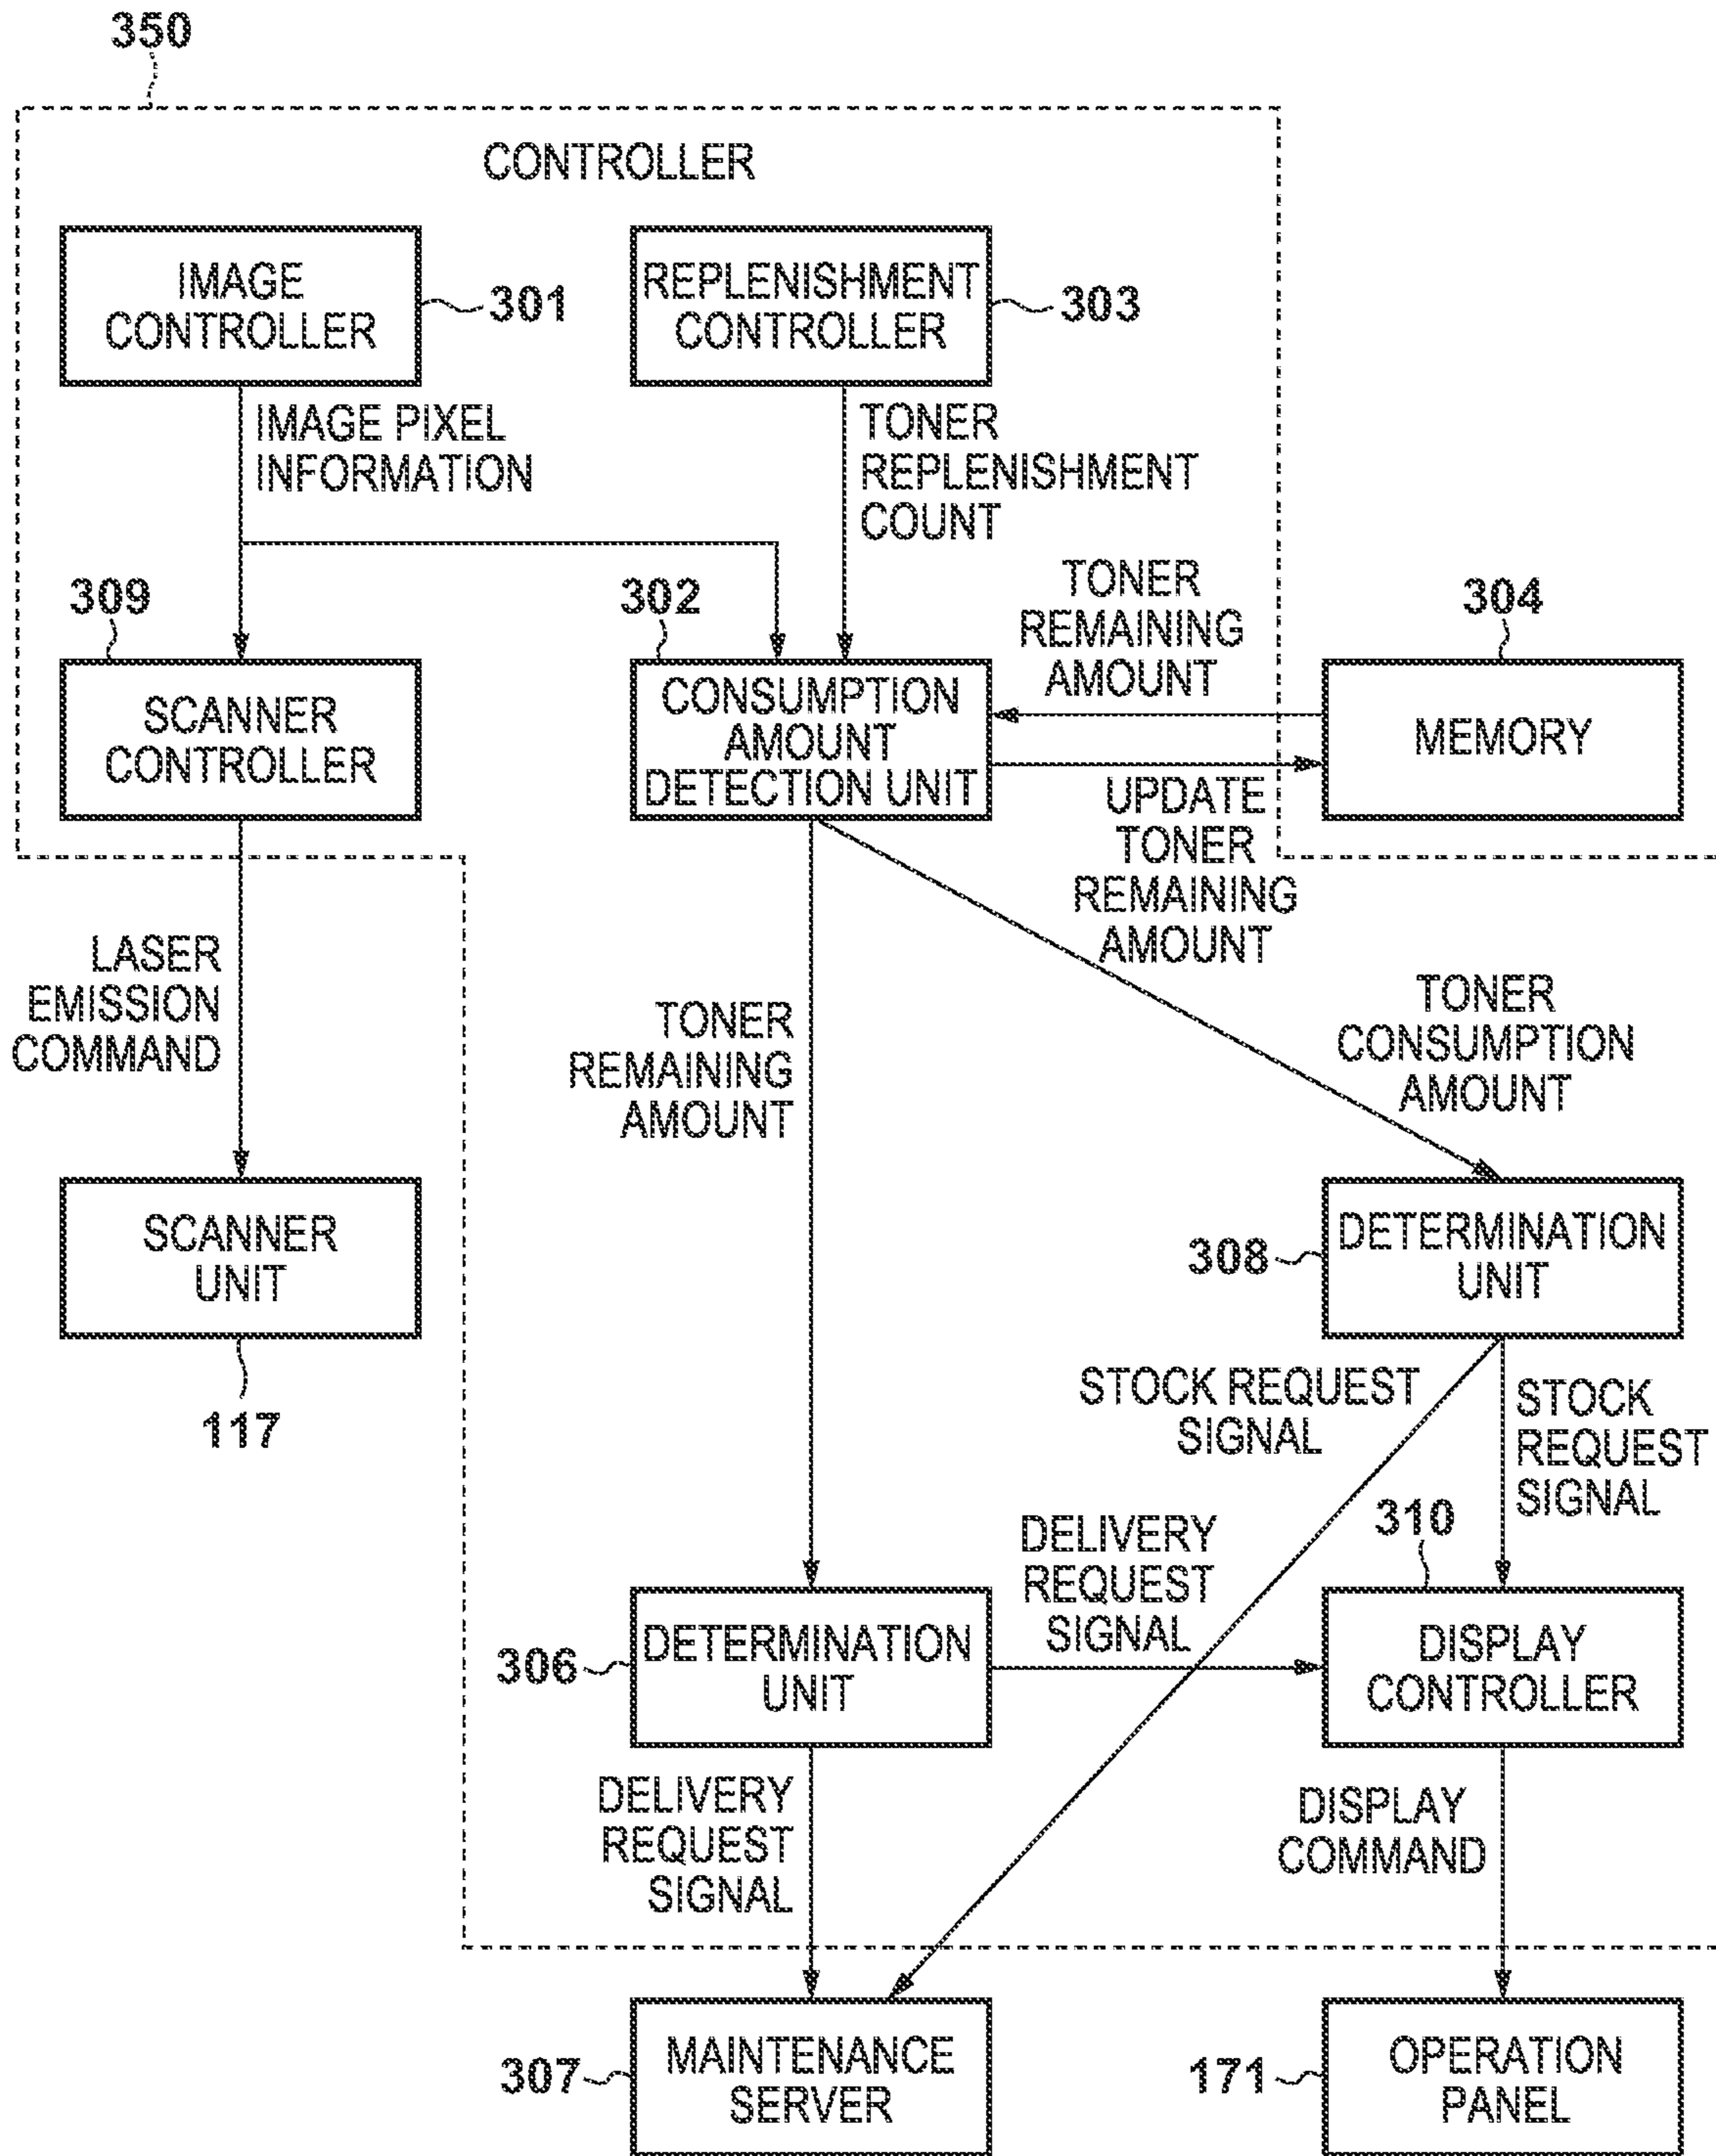 350
CONTROLLER
IMAGE
CONTROLLER
301
REPLENISHMENT
CONTROLLER
303
IMAGE PIXEL
INFORMATION
TONER
REPLENISHMENT
COUNT
309
SCANNER
CONTROLLER
302
CONSUMPTION
AMOUNT
DETECTION UNIT
TONER
REMAINING
AMOUNT
304
MEMORY
UPDATE
TONER
REMAINING
AMOUNT
LASER
EMISSION
COMMAND
TONER
REMAINING
AMOUNT
TONER
CONSUMPTION
AMOUNT
SCANNER
UNIT
117
308
DETERMINATION
UNIT
STOCK REQUEST
SIGNAL
STOCK
REQUEST
SIGNAL
310
DELIVERY
REQUEST
SIGNAL
306
DETERMINATION
UNIT
DISPLAY
CONTROLLER
DELIVERY
REQUEST
SIGNAL
DISPLAY
COMMAND
307
MAINTENANCE
SERVER
171
OPERATION
PANEL